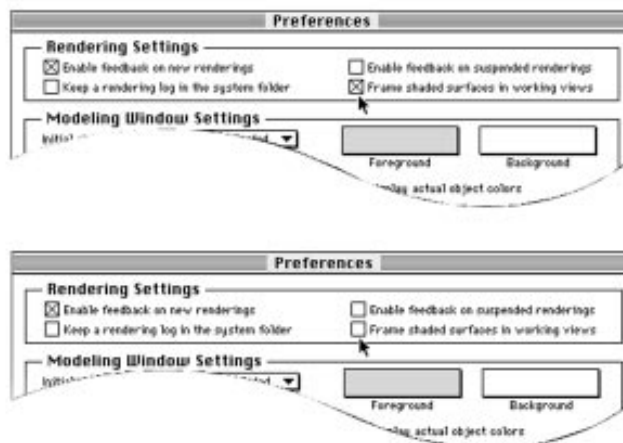 Preferences
Rendering Settings
Enable feedback on new renderings
Enable feedback on suspended renderings
Keep a rendering log in the system folder
Frame shaded surfaces in working views
Modeling Window Settings
Foreground
Background
actual object colors
Preferences
Rendering Settings
Enable feedback on new renderings
Enable feedback on suspended renderings
Keep a rendering log in the system folder
Frame shaded surfaces in working views
Modeling Window Settings
Foreground
Background
actual object colors